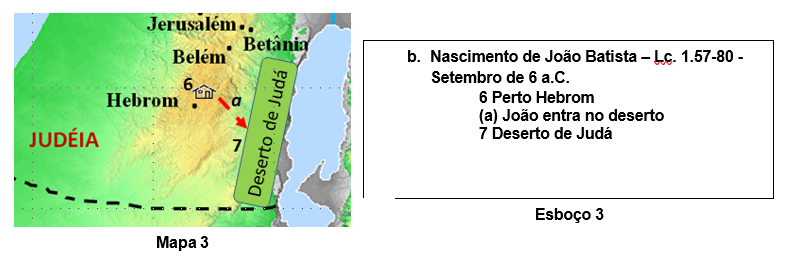 Jerusalém
Belém
Betânia
6
a
Hebrom
JUDÉIA
7
Deserto de Judá
Mapa 3
b. Nascimento de João Batista – Lc. 1.57-80 -
Setembro de 6 a.C.
6 Perto Hebrom
(a) João entra no deserto
7 Deserto de Judá
Esboço 3